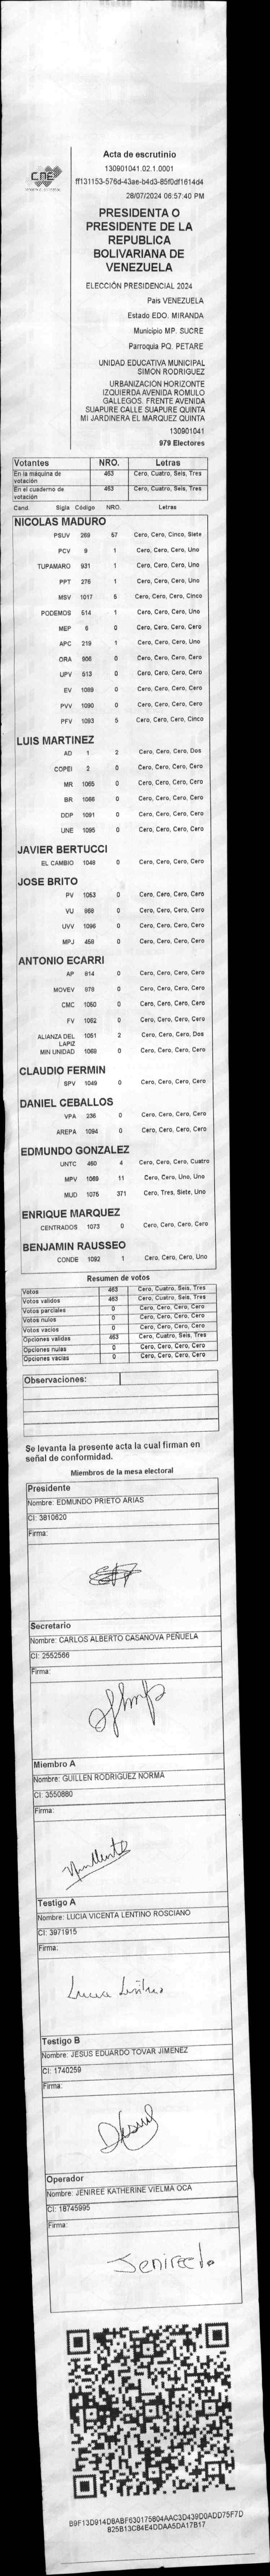 CNE
Acta de escrutinio
130901041.02.1.0001
ff131153-576d-43ae-b4d3-85f0df1614d4
28/07/2024 06:57:40 PM
PRESIDENTA O
PRESIDENTE DE LA
REPUBLICA
BOLIVARIANA DE
VENEZUELA
ELECCIÓN PRESIDENCIAL 2024
País VENEZUELA
Estado EDO. MIRANDA
Municipio MP. SUCRE
Parroquia PQ. PETARE
UNIDAD EDUCATIVA MUNICIPAL
SIMON RODRIGUEZ
URBANIZACION HORIZONTE
IZQUIERDA AVENIDA ROMULO
GALLEGOS. FRENTE AVENIDA
SUAPURE CALLE SUAPURE QUINTA
MI JARDINERA EL MARQUEZ QUINTA
130901041
979 Electores
Votantes NRO. Letras
En la máquina de votación 463 Cero, Cuatro, Seis, Tres
En el cuaderno de votación 463 Cero, Cuatro, Seis, Tres
Cand. Sigla Código NRO. Letras
NICOLAS MADURO
PSUV 269 57 Cero, Cero, Cinco, Siete
PCV 9 1 Cero, Cero, Cero, Uno
TUPAMARO 931 1 Cero, Cero, Cero, Uno
PPT 276 1 Cero, Cero, Cero, Uno
MSV 1017 5 Cero, Cero, Cero, Cinco
PODEMOS 514 1 Cero, Cero, Cero, Uno
MEP 6 0 Cero, Cero, Cero, Cero
APC 219 1 Cero, Cero, Cero, Uno
ORA 806 0 Cero, Cero, Cero, Cero
UPV 513 0 Cero, Cero, Cero, Cero
EV 1089 0 Cero, Cero, Cero, Cero
PVV 1090 0 Cero, Cero, Cero, Cero
PFV 1093 5 Cero, Cero, Cero, Cinco
LUIS MARTINEZ
AD 1 2 Cero, Cero, Cero, Dos
COPEI 2 0 Cero, Cero, Cero, Cero
MR 1065 0 Cero, Cero, Cero, Cero
BR 1066 0 Cero, Cero, Cero, Cero
DDP 1091 0 Cero, Cero, Cero, Cero
UNE 1095 0 Cero, Cero, Cero, Cero
JAVIER BERTUCCI
EL CAMBIO 1048 0 Cero, Cero, Cero, Cero
JOSE BRITO
PV 1053 0 Cero, Cero, Cero, Cero
VU 868 0 Cero, Cero, Cero, Cero
UVV 1096 0 Cero, Cero, Cero, Cero
MPJ 458 0 Cero, Cero, Cero, Cero
ANTONIO ECARRI
AP 814 0 Cero, Cero, Cero, Cero
MOVEV 878 0 Cero, Cero, Cero, Cero
CMC 1050 0 Cero, Cero, Cero, Cero
FV 1062 0 Cero, Cero, Cero, Cero
ALIANZA DEL LAPIZ 1051 2 Cero, Cero, Cero, Dos
MIN UNIDAD 1069 0 Cero, Cero, Cero, Cero
CLAUDIO FERMIN
SPV 1049 0 Cero, Cero, Cero, Cero
DANIEL CEBALLOS
VPA 236 0 Cero, Cero, Cero, Cero
AREPA 1094 0 Cero, Cero, Cero, Cero
EDMUNDO GONZALEZ
UNTC 460 4 Cero, Cero, Cero, Cuatro
MPV 1069 11 Cero, Cero, Uno, Uno
MUD 1075 371 Cero, Tres, Siete, Uno
ENRIQUE MARQUEZ
CENTRADOS 1073 0 Cero, Cero, Cero, Cero
BENJAMIN RAUSSEO
CONDE 1092 1 Cero, Cero, Cero, Uno
Resumen de votos
Votos 463 Cero, Cuatro, Seis, Tres
Votos validos 463 Cero, Cuatro, Seis, Tres
Votos parciales 0 Cero, Cero, Cero, Cero
Votos nulos 0 Cero, Cero, Cero, Cero
Votos vacios 0 Cero, Cero, Cero, Cero
Opciones validas 463 Cero, Cuatro, Seis, Tres
Opciones nulas 0 Cero, Cero, Cero, Cero
Opciones vacias 0 Cero, Cero, Cero, Cero
Observaciones:
Se levanta la presente acta la cual firman en
señal de conformidad.
Miembros de la mesa electoral
Presidente
Nombre: EDMUNDO PRIETO ARIAS
CI: 3810620
Firma:
Secretario
Nombre: CARLOS ALBERTO CASANOVA PEÑUELA
CI: 2552566
Firma:
Miembro A
Nombre: GUILLEN RODRIGUEZ NORMA
CI: 3550880
Firma:
Testigo A
Nombre: LUCIA VICENTA LENTINO ROSCIANO
CI: 3971915
Firma:
Lucia Lentino
Testigo B
Nombre: JESUS EDUARDO TOVAR JIMENEZ
CI: 1740259
Firma:
Operador
Nombre: JENIREE KATHERINE VIELMA OCA
CI: 18745995
Firma:
B9F13D914D8ABF630175804AAC3D439D0ADD75F7D
825B13C84E4DDAA5DA17B17